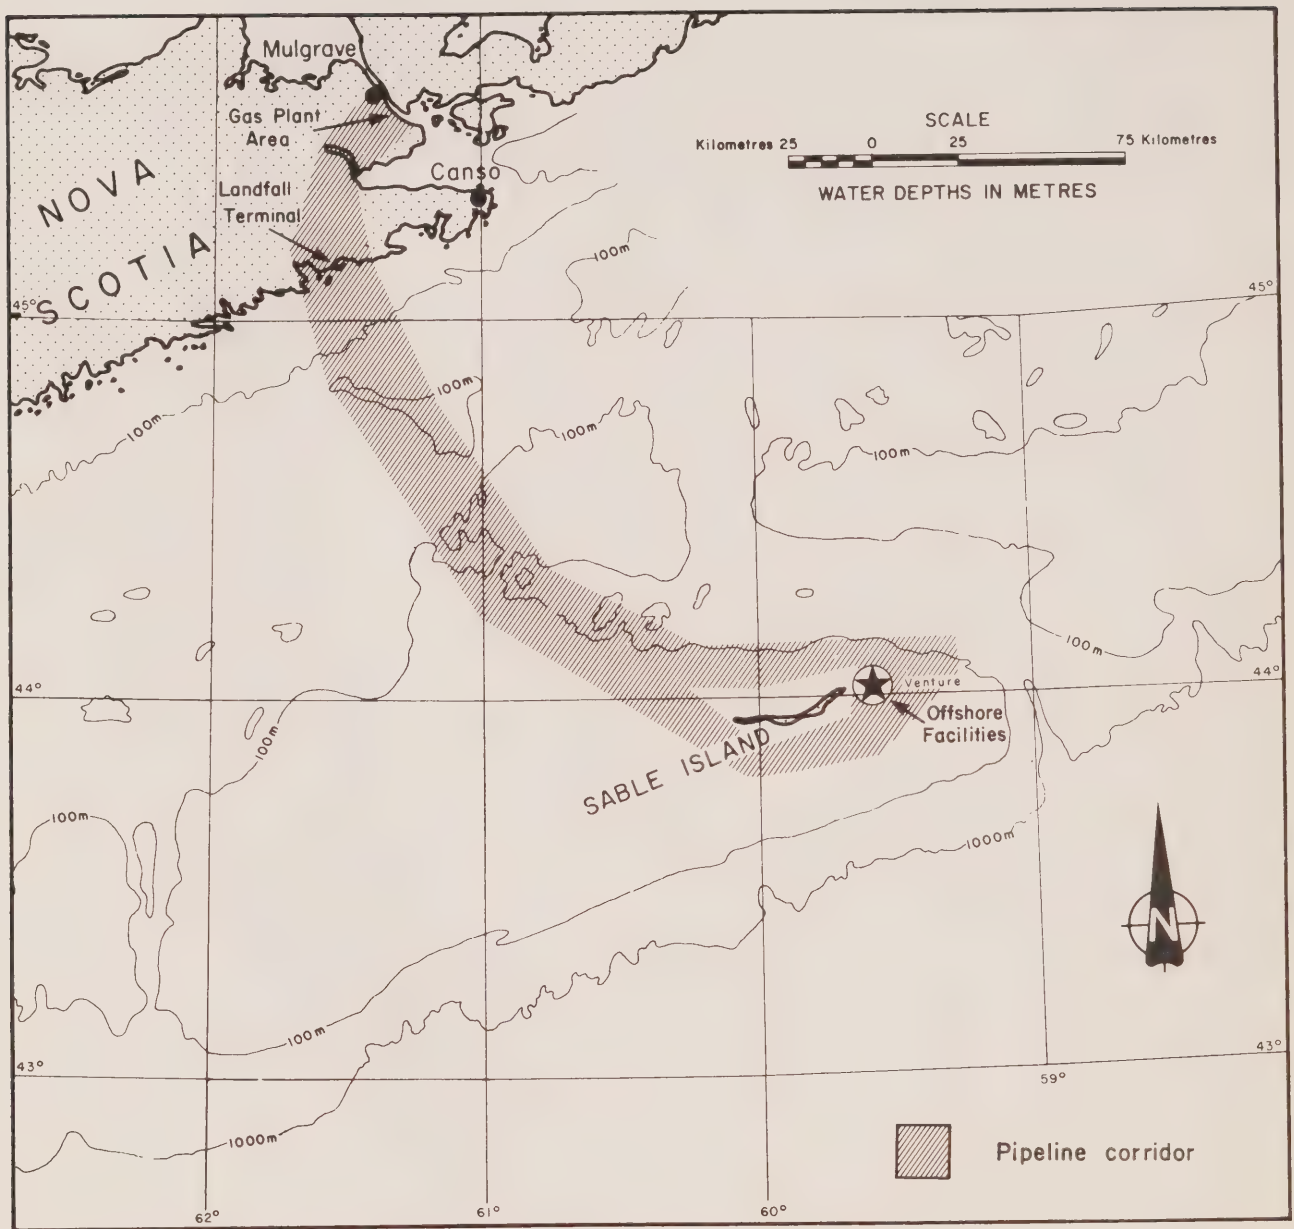 Mulgrave
Gas Plant
Area
SCALE
Kilometres 25 0 25 75 Kilometres
WATER DEPTHS IN METRES
NOVA
SCOTIA
Canso
Landfall
Terminal
100m
45°
45°
100m
100m
100m
100m
100m
44°
44°
Venture
Offshore
Facilities
SABLE ISLAND
100m
100m
1000m
N
100m
43°
43°
59°
1000m
Pipeline corridor
62°
61°
60°